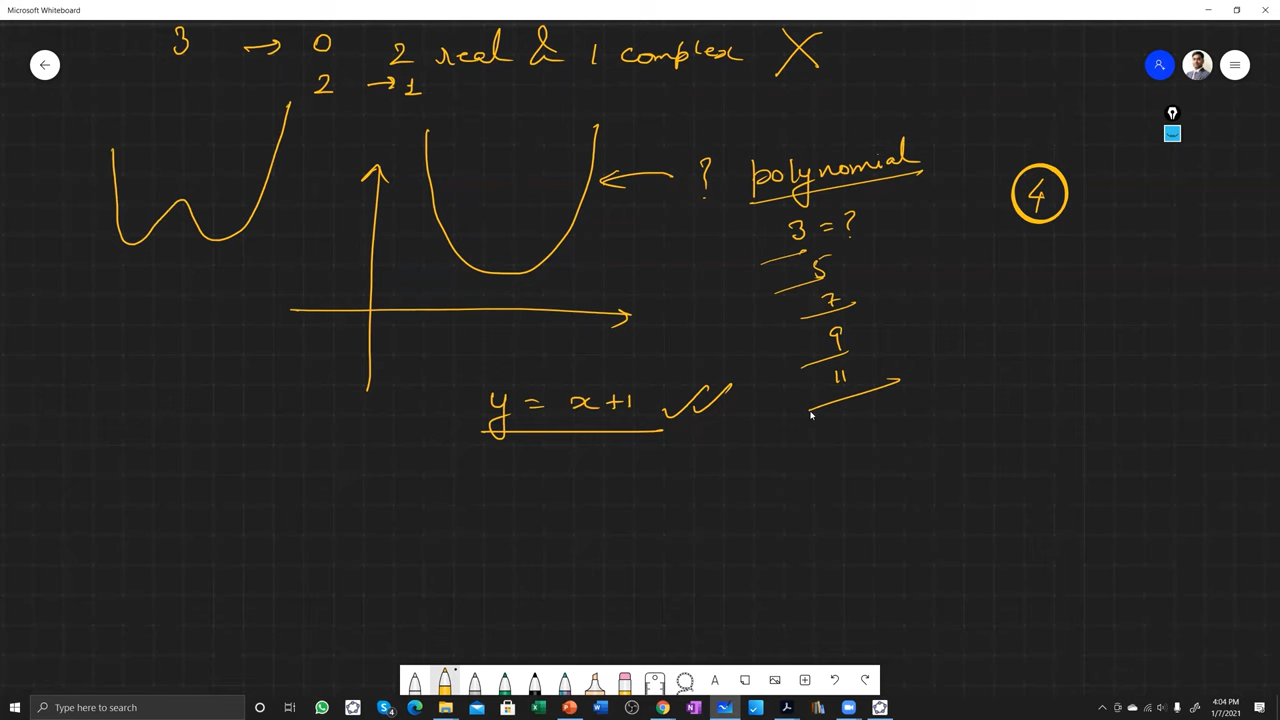 Microsoft Whiteboard
3 → 0 2 real & 1 complex X
2 → 1
? polynomial
4
3 = ?
5
7
9
11
y = x+1 ✓✓
A
Type here to search
4
4:04 PM
1/7/2021